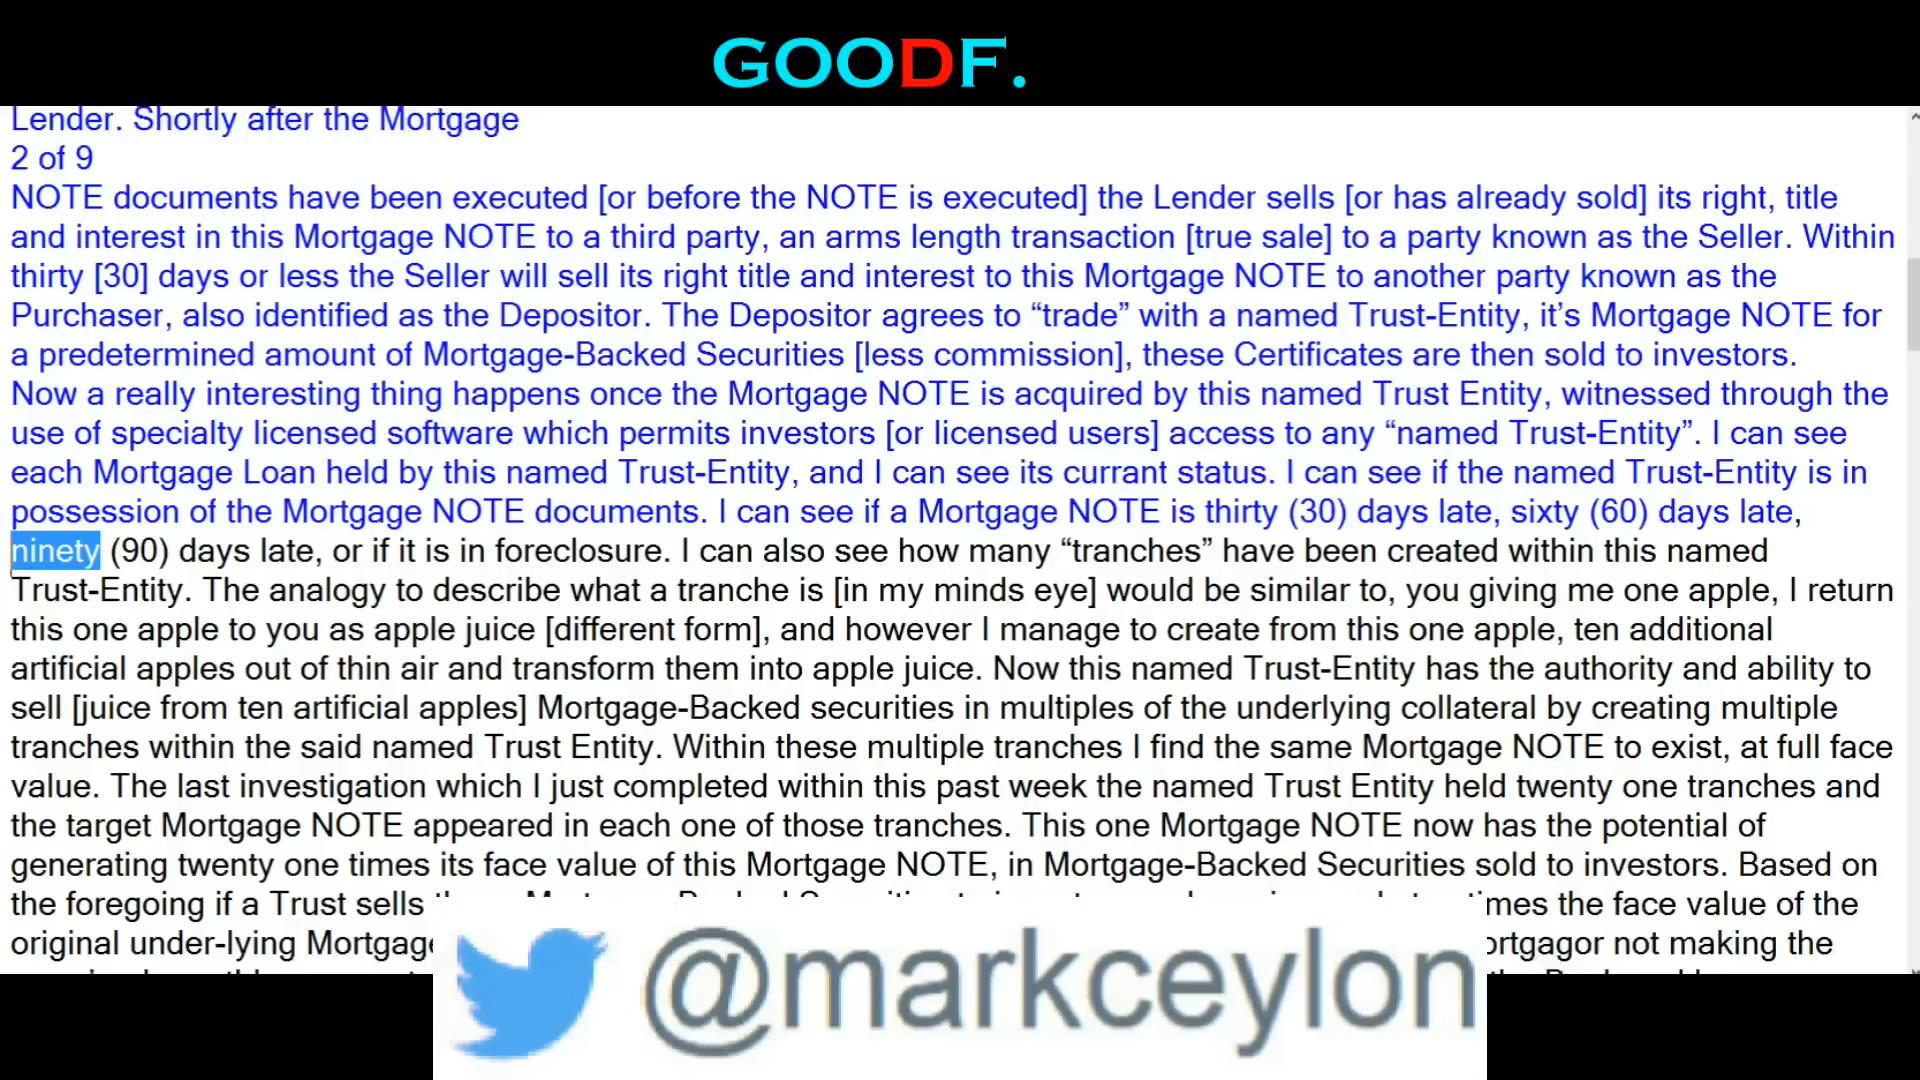 GOODF.
Lender. Shortly after the Mortgage
2 of 9
NOTE documents have been executed [or before the NOTE is executed] the Lender sells [or has already sold] its right, title
and interest in this Mortgage NOTE to a third party, an arms length transaction [true sale] to a party known as the Seller. Within
thirty [30] days or less the Seller will sell its right title and interest to this Mortgage NOTE to another party known as the
Purchaser, also identified as the Depositor. The Depositor agrees to “trade” with a named Trust-Entity, it’s Mortgage NOTE for
a predetermined amount of Mortgage-Backed Securities [less commission], these Certificates are then sold to investors.
Now a really interesting thing happens once the Mortgage NOTE is acquired by this named Trust Entity, witnessed through the
use of specialty licensed software which permits investors [or licensed users] access to any “named Trust-Entity”. I can see
each Mortgage Loan held by this named Trust-Entity, and I can see its currant status. I can see if the named Trust-Entity is in
possession of the Mortgage NOTE documents. I can see if a Mortgage NOTE is thirty (30) days late, sixty (60) days late,
ninety (90) days late, or if it is in foreclosure. I can also see how many “tranches” have been created within this named
Trust-Entity. The analogy to describe what a tranche is [in my minds eye] would be similar to, you giving me one apple, I return
this one apple to you as apple juice [different form], and however I manage to create from this one apple, ten additional
artificial apples out of thin air and transform them into apple juice. Now this named Trust-Entity has the authority and ability to
sell [juice from ten artificial apples] Mortgage-Backed securities in multiples of the underlying collateral by creating multiple
tranches within the said named Trust Entity. Within these multiple tranches I find the same Mortgage NOTE to exist, at full face
value. The last investigation which I just completed within this past week the named Trust Entity held twenty one tranches and
the target Mortgage NOTE appeared in each one of those tranches. This one Mortgage NOTE now has the potential of
generating twenty one times its face value of this Mortgage NOTE, in Mortgage-Backed Securities sold to investors. Based on
the foregoing if a Trust sells the face value of the
original under-lying not making the
@markceylon